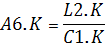 A6.K = L2.K / C1.K